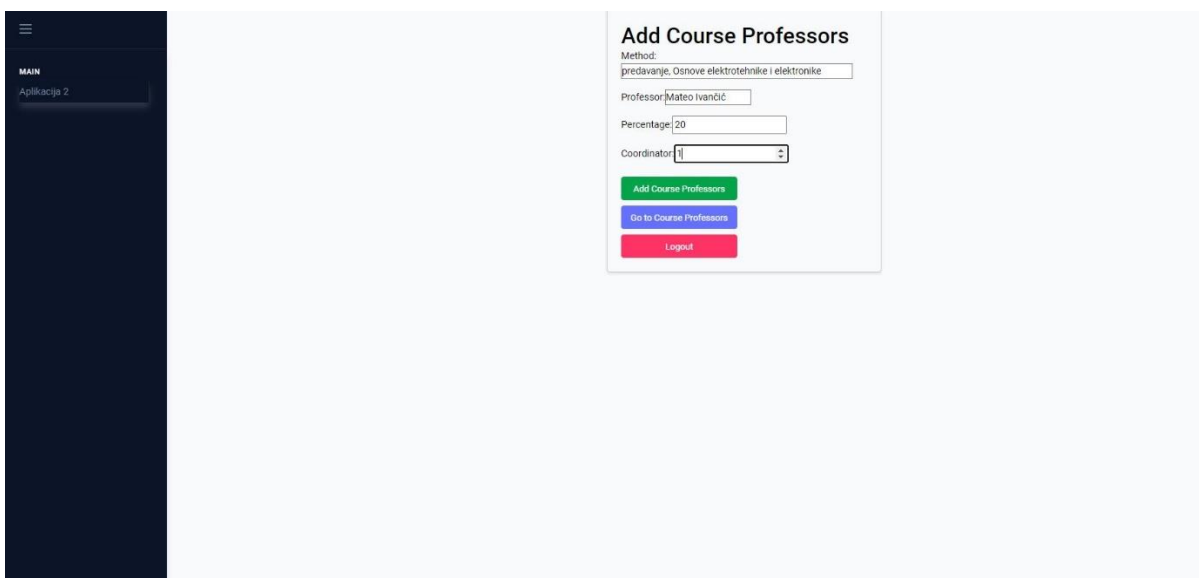 MAIN
Aplikacija 2
Add Course Professors
Method:
predavanje, Osnove elektrotehnike i elektronike
Professor:Mateo Ivančić
Percentage: 20
Coordinator: 1
Add Course Professors
Go to Course Professors
Logout